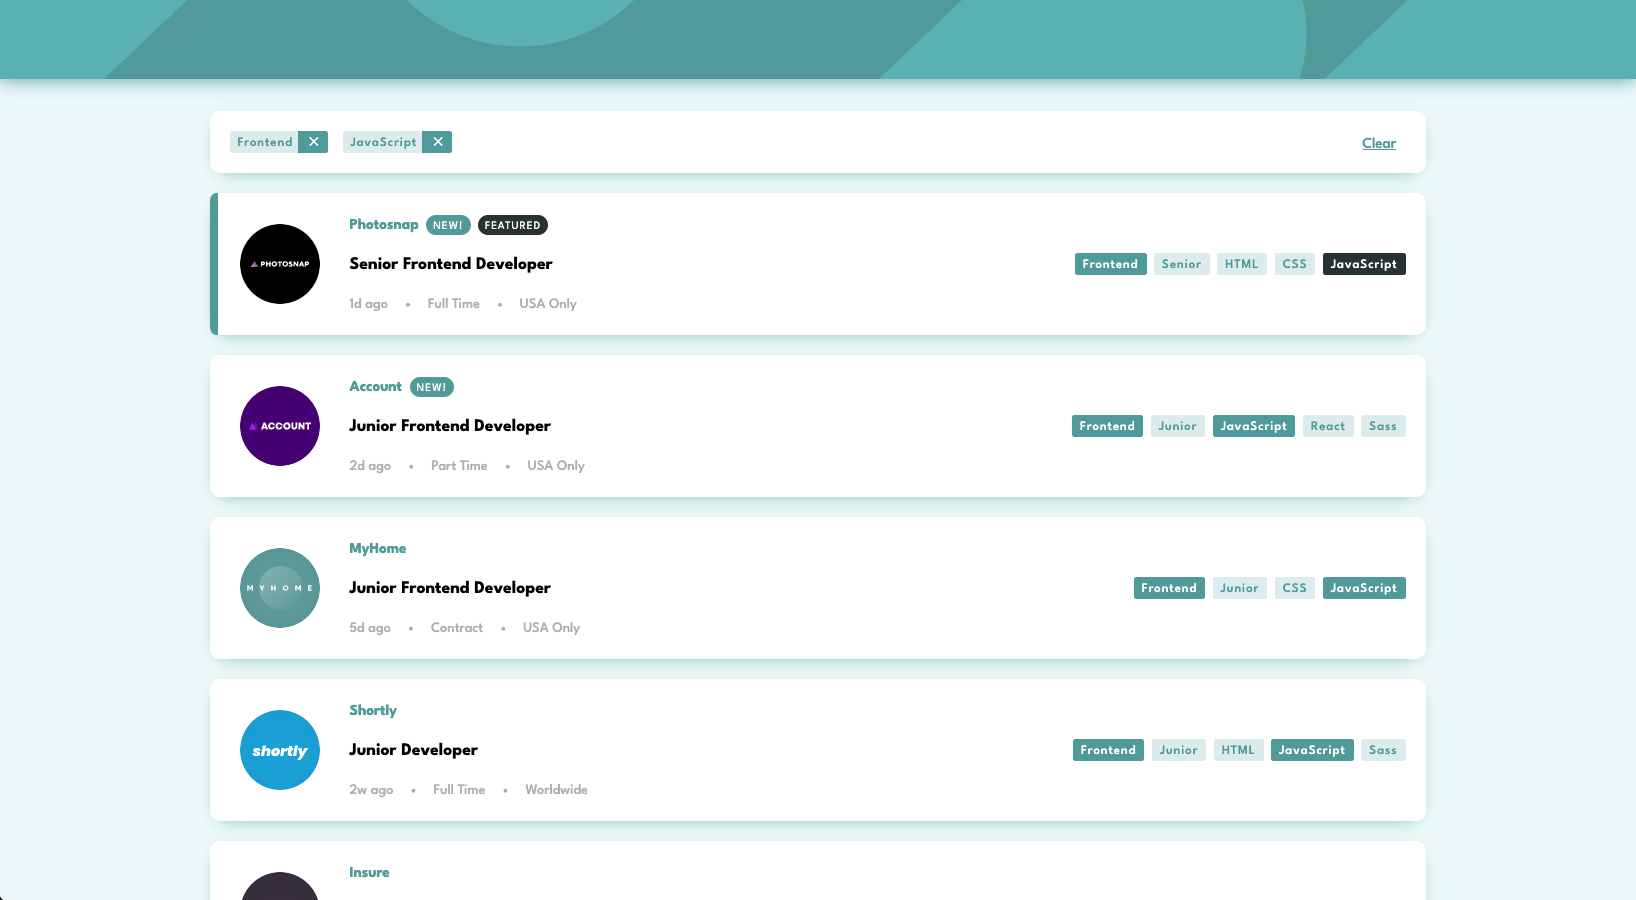 Frontend JavaScript Clear
Photosnap NEW! FEATURED
PHOTOSNAP
Senior Frontend Developer
Frontend Senior HTML CSS JavaScript
1d ago • Full Time • USA Only
Account NEW!
ACCOUNT
Junior Frontend Developer
Frontend Junior JavaScript React Sass
2d ago • Part Time • USA Only
MyHome
MYHOME
Junior Frontend Developer
Frontend Junior CSS JavaScript
5d ago • Contract • USA Only
Shortly
shortly
Junior Developer
Frontend Junior HTML JavaScript Sass
2w ago • Full Time • Worldwide
Insure